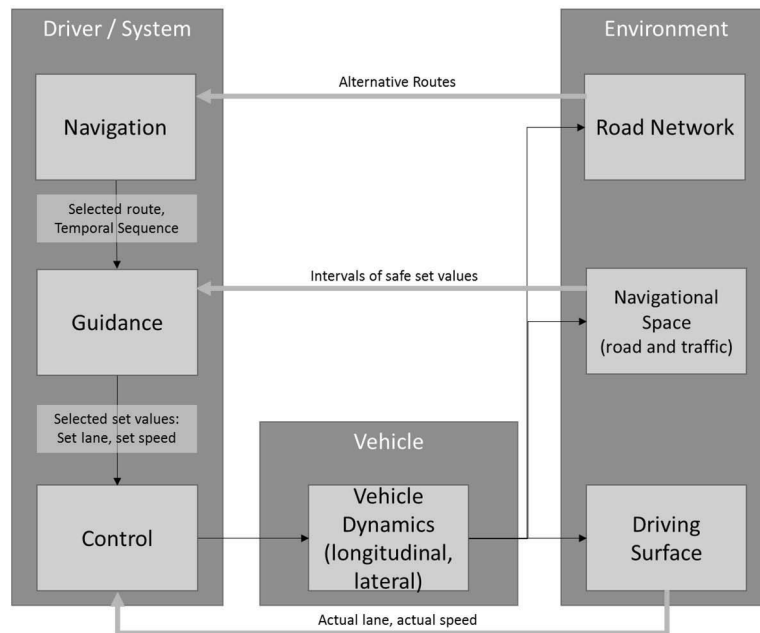 Driver / System
Environment
Alternative Routes
Navigation
Road Network
Selected route,
Temporal Sequence
Intervals of safe set values
Guidance
Navigational
Space
(road and traffic)
Selected set values:
Set lane, set speed
Vehicle
Control
Vehicle
Dynamics
(longitudinal,
lateral)
Driving
Surface
Actual lane, actual speed